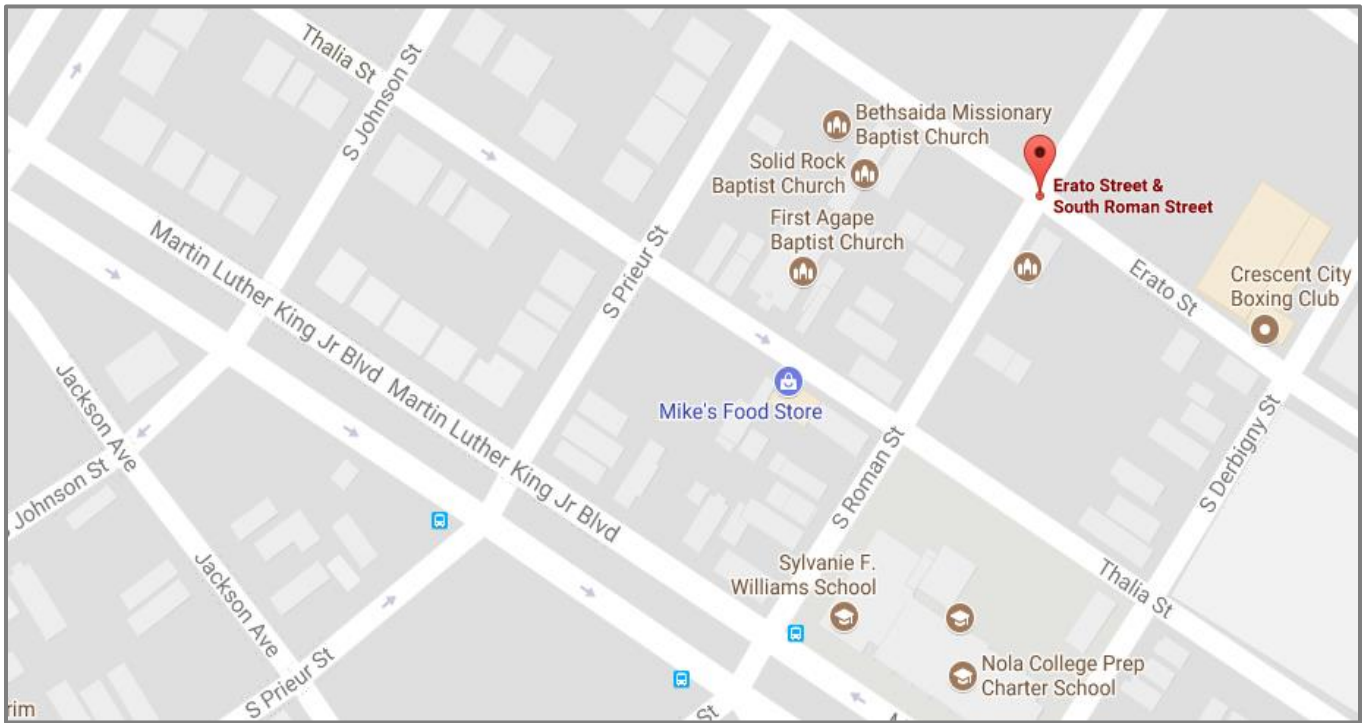 Thalia St
S Johnson St
Bethsaida Missionary
Baptist Church
Solid Rock
Baptist Church
Erato Street &
South Roman Street
First Agape
Baptist Church
S Prieur St
Erato St
Crescent City
Boxing Club
Martin Luther King Jr Blvd
Martin Luther King Jr Blvd
Mike's Food Store
Jackson Ave
S Roman St
S Derbigny St
Johnson St
Jackson Ave
Sylvanie F.
Williams School
Thalia St
Nola College Prep
Charter School
S Prieur St
rim
St